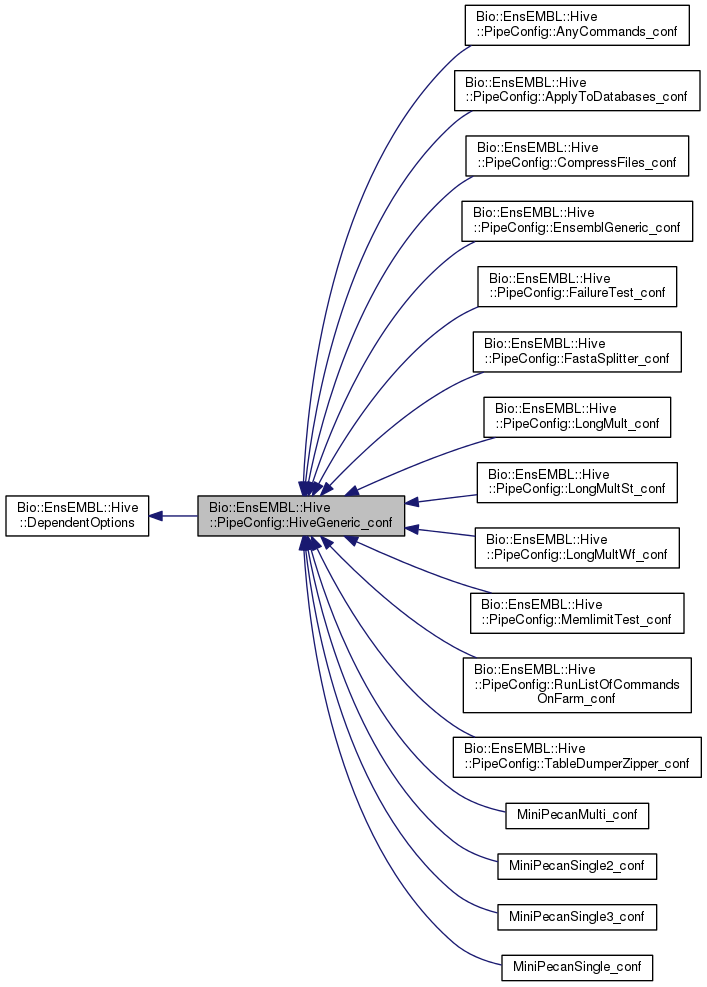 Bio::EnsEMBL::Hive
::PipeConfig::AnyCommands_conf
Bio::EnsEMBL::Hive
::PipeConfig::ApplyToDatabases_conf
Bio::EnsEMBL::Hive
::PipeConfig::CompressFiles_conf
Bio::EnsEMBL::Hive
::PipeConfig::EnsemblGeneric_conf
Bio::EnsEMBL::Hive
::PipeConfig::FailureTest_conf
Bio::EnsEMBL::Hive
::PipeConfig::FastaSplitter_conf
Bio::EnsEMBL::Hive
::PipeConfig::LongMult_conf
Bio::EnsEMBL::Hive
::PipeConfig::LongMultSt_conf
Bio::EnsEMBL::Hive
::DependentOptions
Bio::EnsEMBL::Hive
::PipeConfig::HiveGeneric_conf
Bio::EnsEMBL::Hive
::PipeConfig::LongMultWf_conf
Bio::EnsEMBL::Hive
::PipeConfig::MemlimitTest_conf
Bio::EnsEMBL::Hive
::PipeConfig::RunListOfCommands
OnFarm_conf
Bio::EnsEMBL::Hive
::PipeConfig::TableDumperZipper_conf
MiniPecanMulti_conf
MiniPecanSingle2_conf
MiniPecanSingle3_conf
MiniPecanSingle_conf